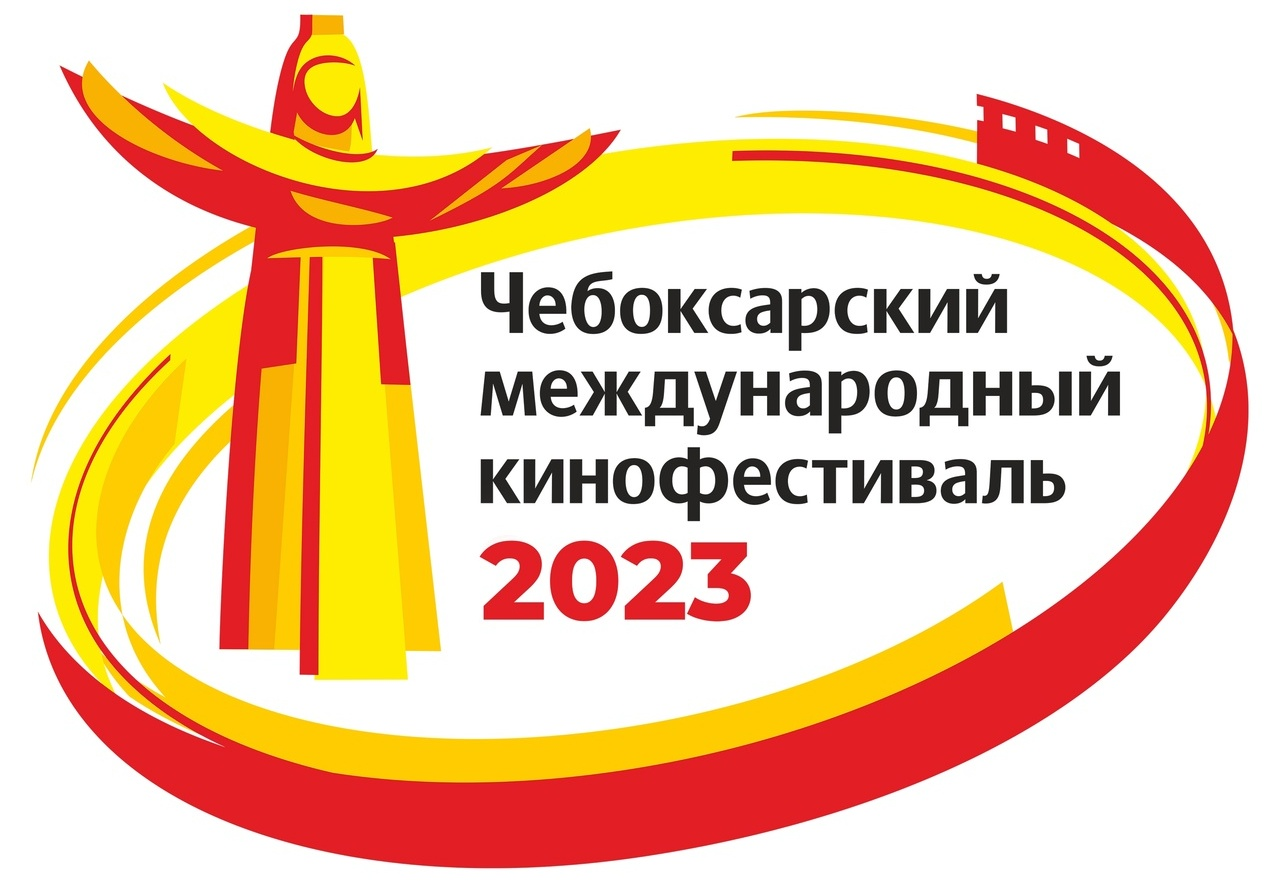 Чебоксарский
международный
кинофестиваль
2023